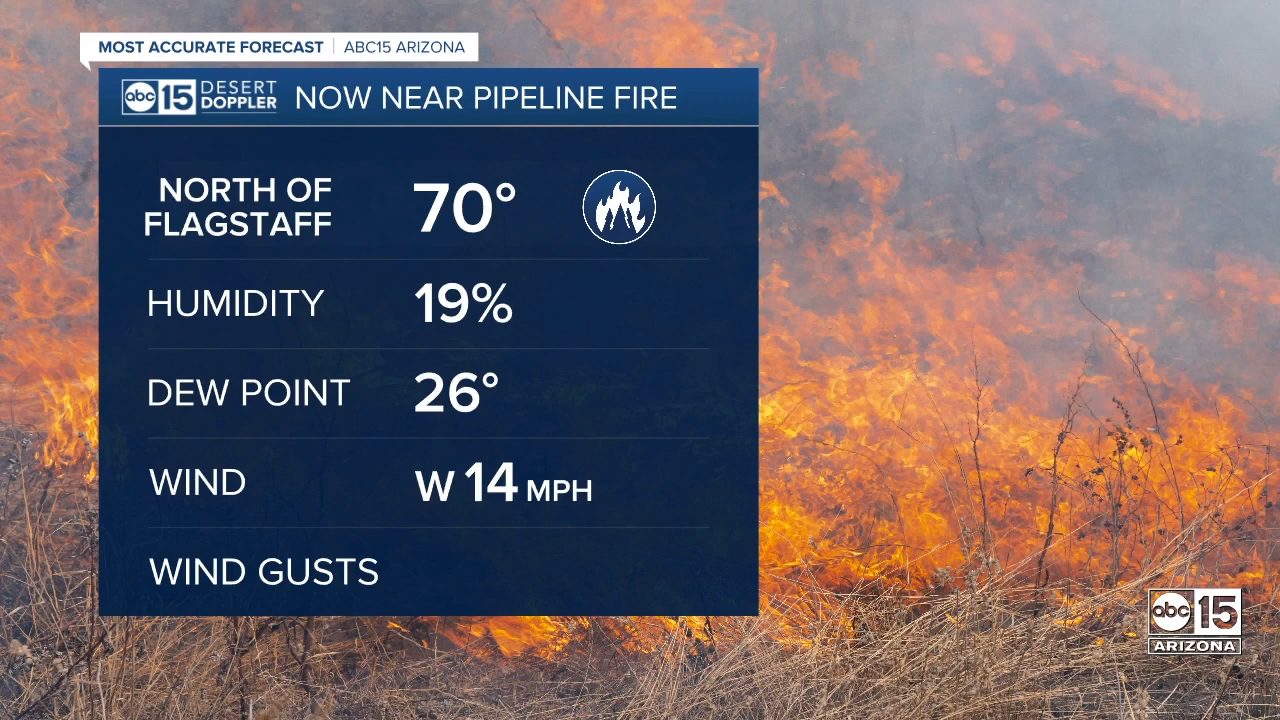 MOST ACCURATE FORECAST | ABC15 ARIZONA
abc 15 DESERT DOPPLER NOW NEAR PIPELINE FIRE
NORTH OF FLAGSTAFF 70°
HUMIDITY 19%
DEW POINT 26°
WIND W 14 MPH
WIND GUSTS
abc 15
ARIZONA